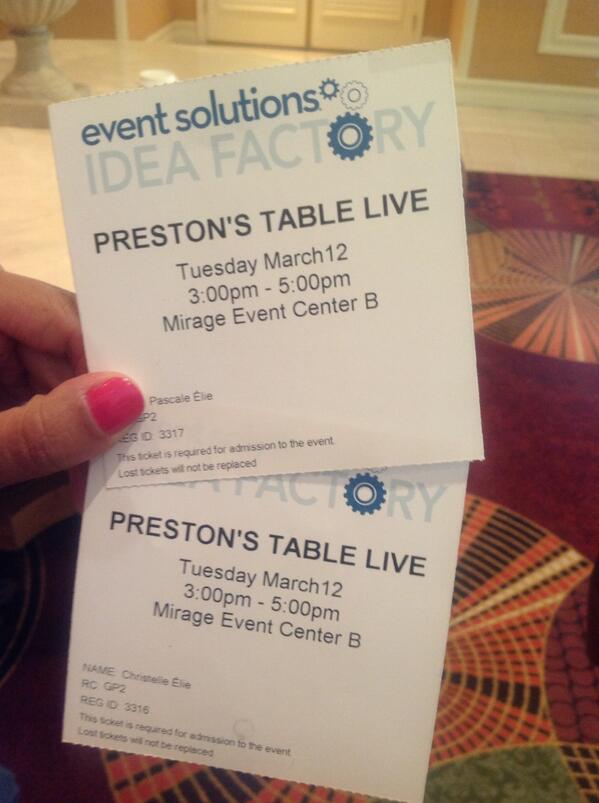 event solutions
IDEA FACTORY
PRESTON'S TABLE LIVE
Tuesday March12
3:00pm - 5:00pm
Mirage Event Center B
Pascale Élie
GP2
REG ID: 3317
This ticket is required for admission to the event
Lost tickets will not be replaced
FACTORY
PRESTON'S TABLE LIVE
Tuesday March12
3:00pm - 5:00pm
Mirage Event Center B
NAME: Christelle Élie
RC: GP2
REG ID: 3316
This ticket is required for admission to the event
Lost tickets will not be replaced